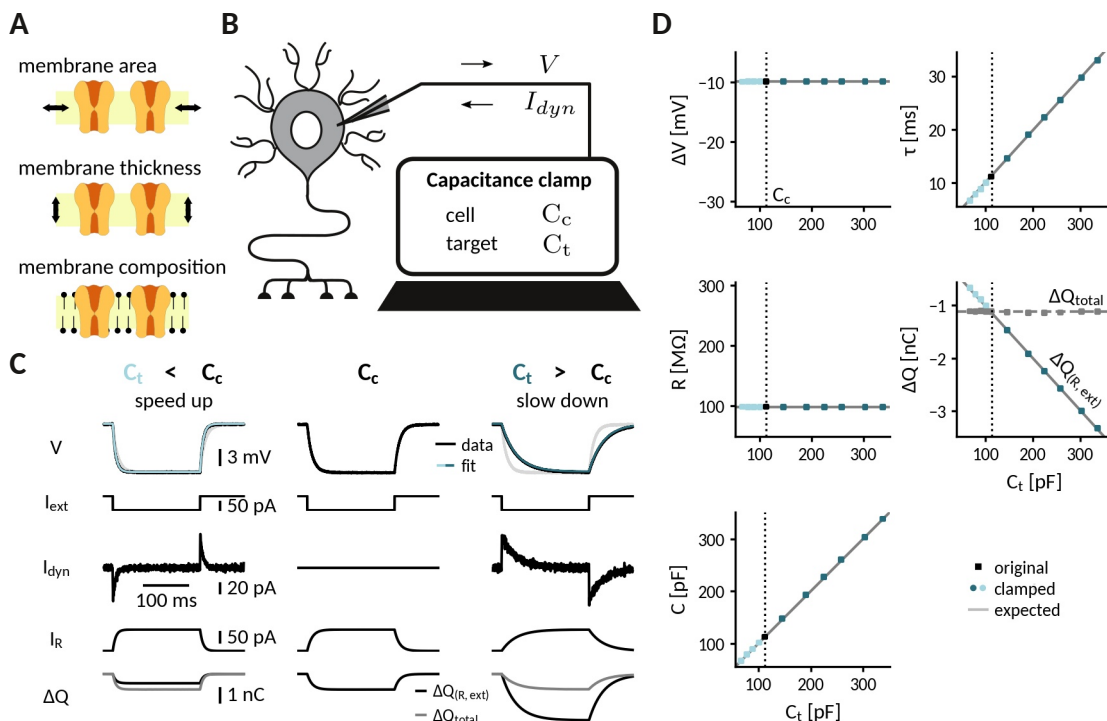 A
membrane area
membrane thickness
membrane composition
B
V
I_dyn
Capacitance clamp
cell C_c
target C_t
C
C_t < C_c
speed up
C_c
C_t > C_c
slow down
V
3 mV
data
fit
I_ext
50 pA
I_dyn
100 ms
20 pA
I_R
50 pA
ΔQ
1 nC
ΔQ_(R, ext)
ΔQ_total
D
ΔV [mV]
−10
−20
−30
C_c
100 200 300
τ [ms]
30
20
10
0 100 200 300
R [MΩ]
300
200
100
100 200 300
ΔQ [nC]
−1
−2
−3
ΔQ_total
ΔQ_(R, ext)
0 100 200 300
C_t [pF]
C [pF]
300
200
100
100 200 300
C_t [pF]
original
clamped
expected